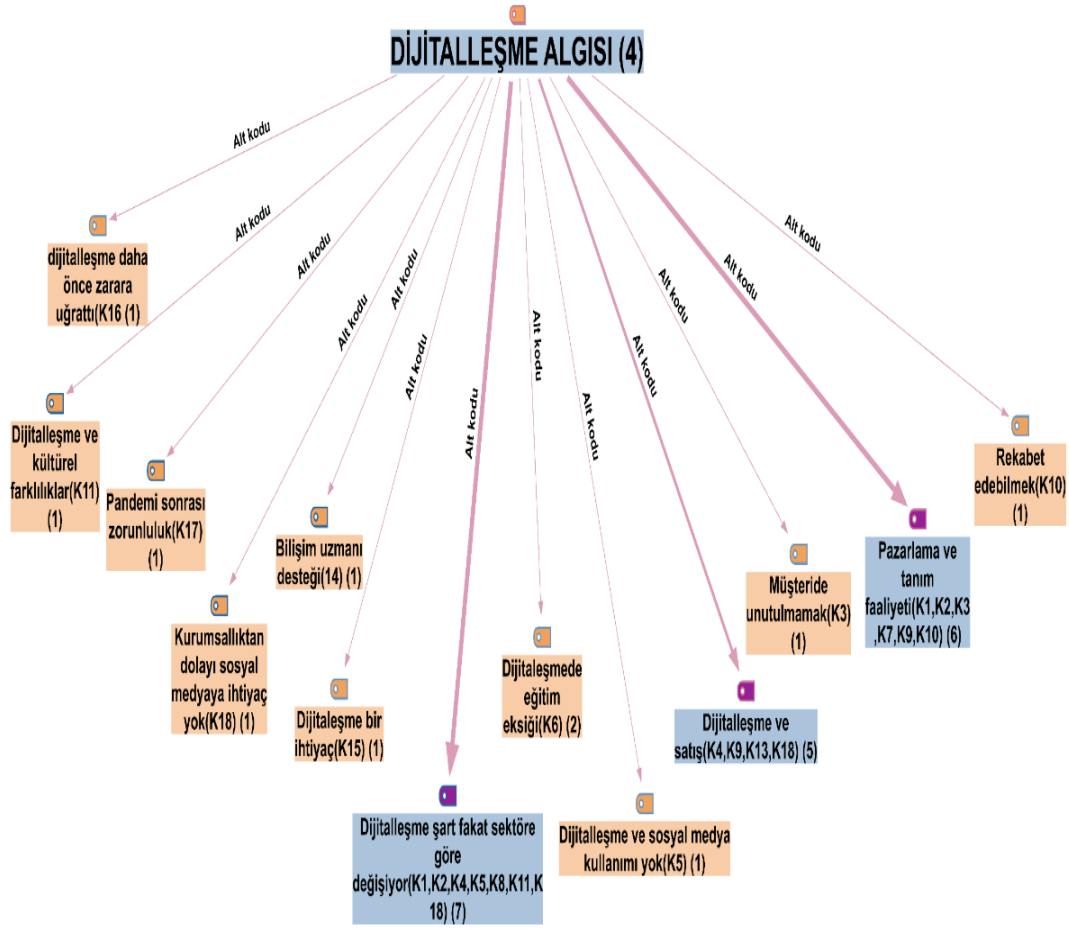 DİJİTALLEŞME ALGISI (4)
Alt kodu
Alt kodu
Alt kodu
Alt kodu
Alt kodu
Alt kodu
Alt kodu
Alt kodu
Alt kodu
Alt kodu
Alt kodu
Alt kodu
Alt kodu
dijitalleşme daha
önce zarara
uğrattı(K16 (1)
Dijitalleşme ve
kültürel
farklılıklar(K11)
(1)
Pandemi sonrası
zorunluluk(K17)
(1)
Kurumsallıktan
dolayı sosyal
medyaya ihtiyaç
yok(K18) (1)
Bilişim uzmanı
desteği(14) (1)
Dijitaleşme bir
ihtiyaç(K15) (1)
Dijitalleşme şart fakat sektöre
göre
değişiyor(K1,K2,K4,K5,K8,K11,K
18) (7)
Dijitaleşmede
eğitim
eksiği(K6) (2)
Dijitalleşme ve sosyal medya
kullanımı yok(K5) (1)
Dijitalleşme ve
satış(K4,K9,K13,K18) (5)
Müşteride
unutulmamak(K3)
(1)
Pazarlama ve
tanım
faaliyeti(K1,K2,K3
,K7,K9,K10) (6)
Rekabet
edebilmek(K10)
(1)